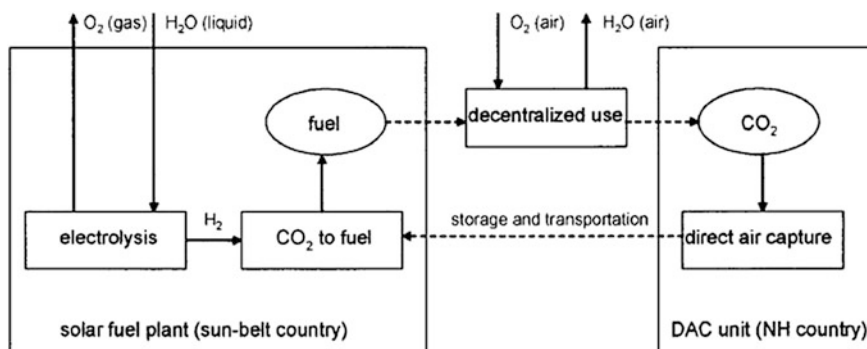 O₂ (gas)
H₂O (liquid)
O₂ (air)
H₂O (air)
fuel
decentralized use
CO₂
electrolysis
H₂
CO₂ to fuel
storage and transportation
direct air capture
solar fuel plant (sun-belt country)
DAC unit (NH country)